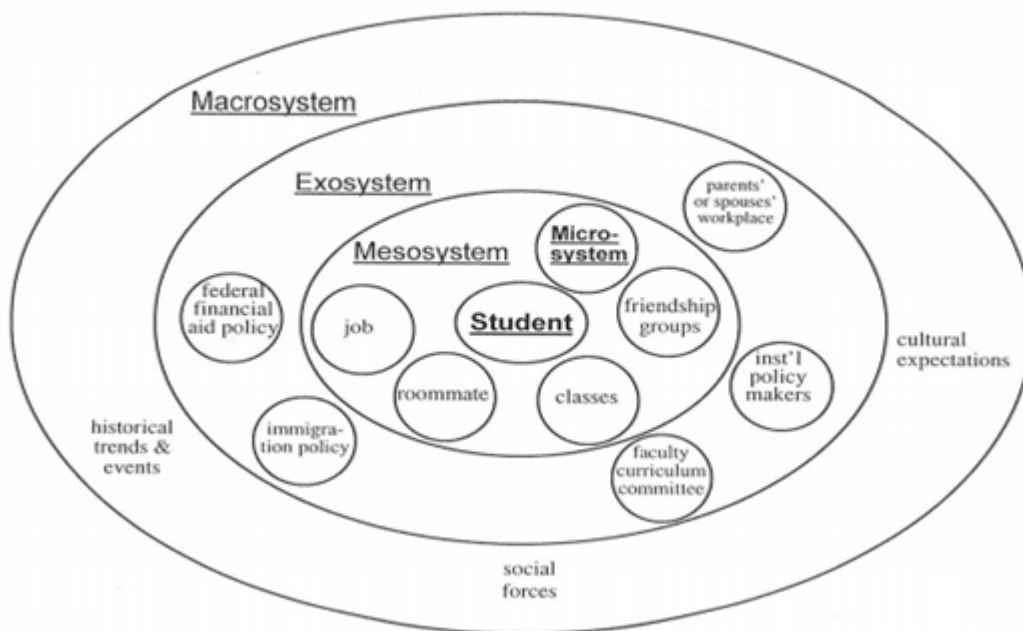 Macrosystem
Exosystem
parents'
or spouses'
workplace
Micro-
system
Mesosystem
federal
financial
aid policy
job
Student
friendship
groups
cultural
expectations
inst'l
policy
makers
roommate
classes
historical
trends &
events
immigra-
tion policy
faculty
curriculum
committee
social
forces